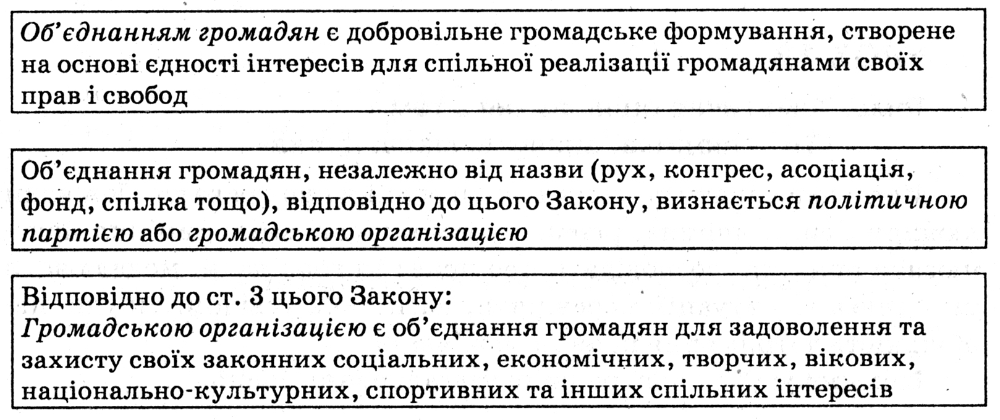 Об’єднанням громадян є добровільне громадське формування, створене
на основі єдності інтересів для спільної реалізації громадянами своїх
прав і свобод
Об’єднання громадян, незалежно від назви (рух, конгрес, асоціація,
фонд, спілка тощо), відповідно до цього Закону, визнається політичною
партією або громадською організацією
Відповідно до ст. 3 цього Закону:
Громадською організацією є об’єднання громадян для задоволення та
захисту своїх законних соціальних, економічних, творчих, вікових,
національно-культурних, спортивних та інших спільних інтересів